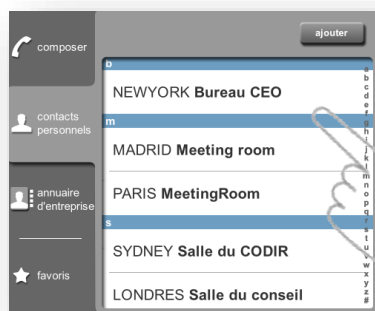 ajouter
composer
contacts
personnels
annuaire
d'entreprise
favoris
b
NEWYORK Bureau CEO
m
MADRID Meeting room
PARIS MeetingRoom
s
SYDNEY Salle du CODIR
LONDRES Salle du conseil
a
b
c
d
e
f
g
h
i
j
k
l
m
n
o
p
q
r
s
t
u
v
w
x
y
z
#